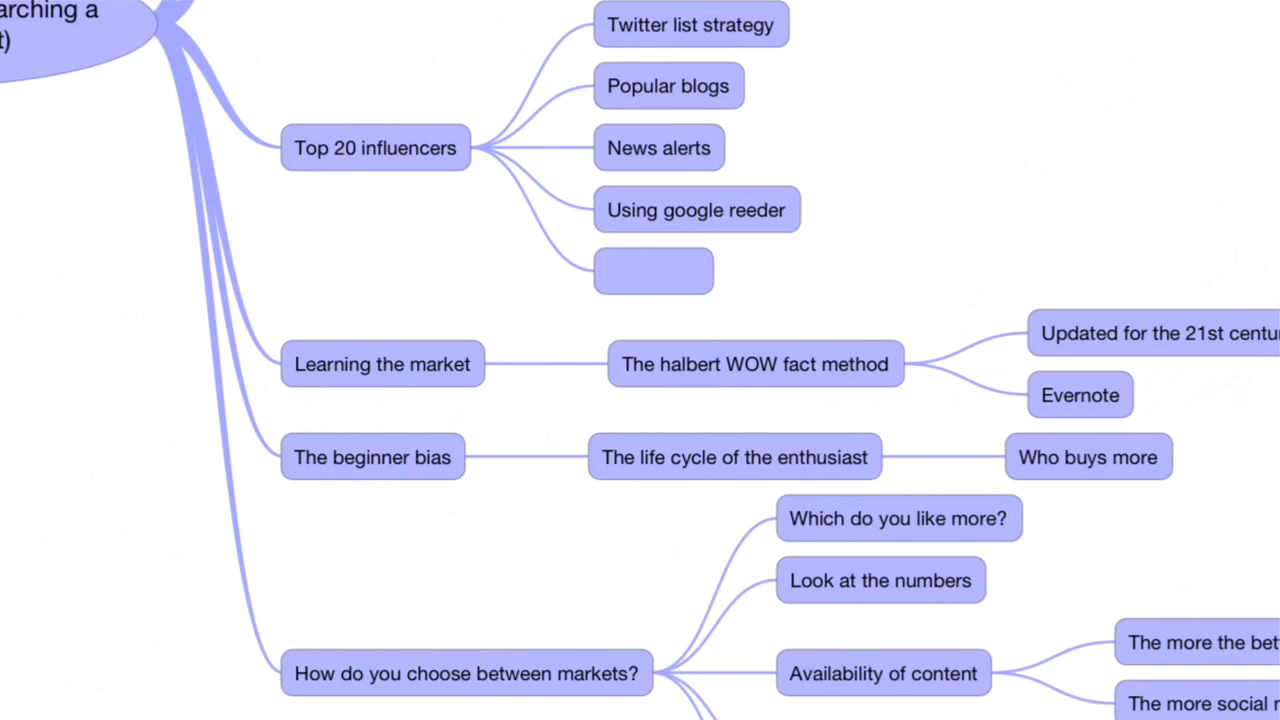 arching a
t)
Twitter list strategy
Popular blogs
Top 20 influencers
News alerts
Using google reeder
Updated for the 21st centu
Learning the market
The halbert WOW fact method
Evernote
The beginner bias
The life cycle of the enthusiast
Who buys more
Which do you like more?
Look at the numbers
The more the bet
How do you choose between markets?
Availability of content
The more social